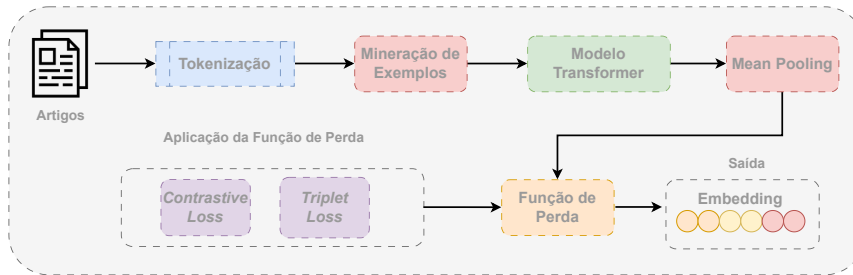 Artigos
Tokenização
Mineração de
Exemplos
Modelo
Transformer
Mean Pooling
Aplicação da Função de Perda
Contrastive
Loss
Triplet
Loss
Função de
Perda
Saída
Embedding